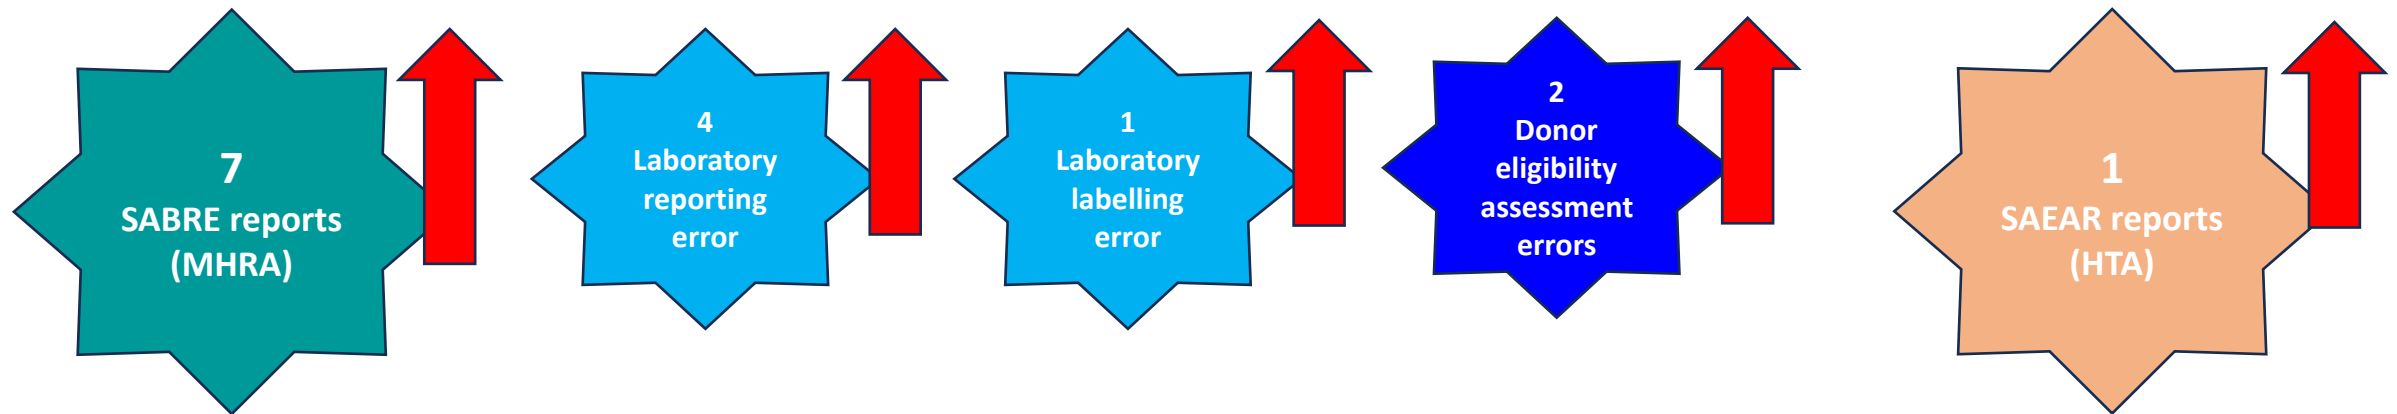 7
SABRE reports
(MHRA)
4
Laboratory
reporting
error
1
Laboratory
labelling
error
2
Donor
eligibility
assessment
errors
1
SAEAR reports
(HTA)